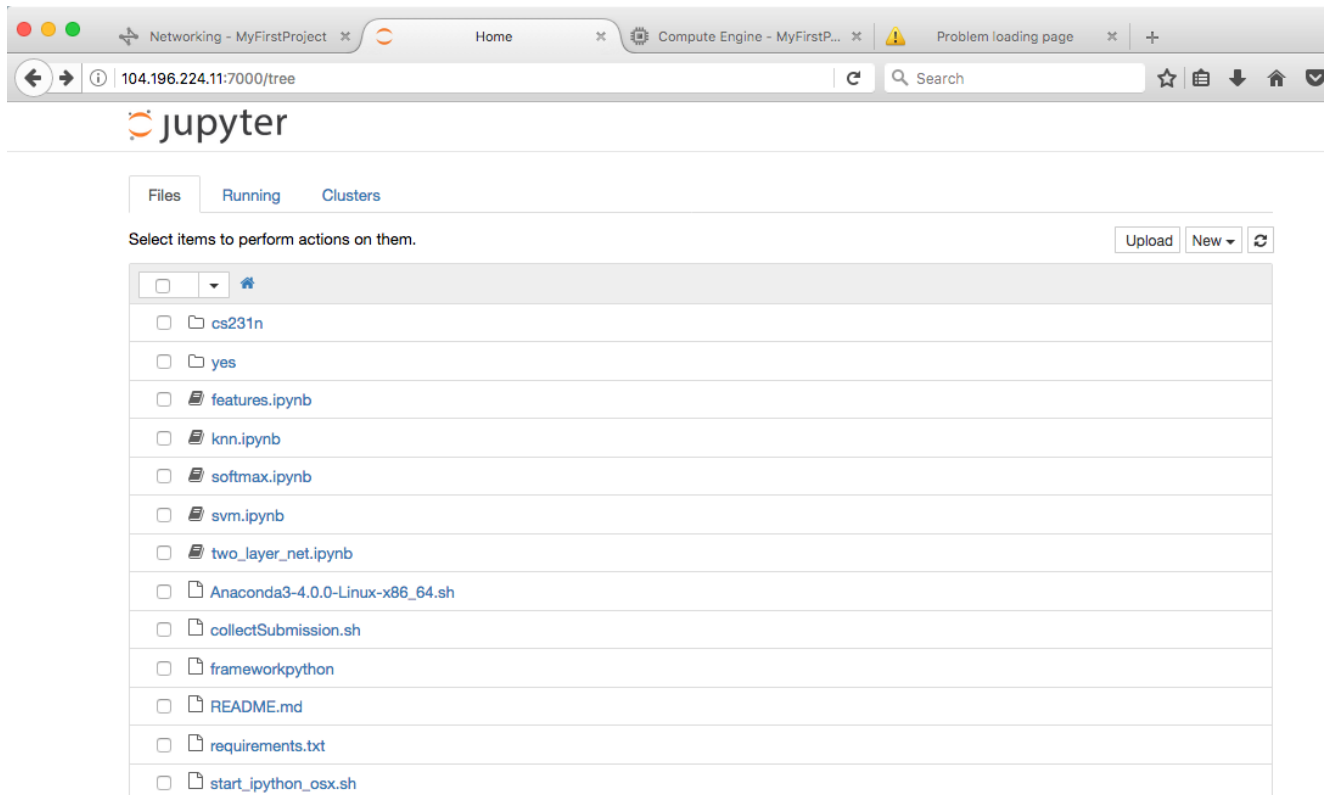 Networking - MyFirstProject Home Compute Engine - MyFirstP... Problem loading page
104.196.224.11:7000/tree Search
jupyter
Files Running Clusters
Select items to perform actions on them. Upload New
cs231n
yes
features.ipynb
knn.ipynb
softmax.ipynb
svm.ipynb
two_layer_net.ipynb
Anaconda3-4.0.0-Linux-x86_64.sh
collectSubmission.sh
frameworkpython
README.md
requirements.txt
start_ipython_osx.sh